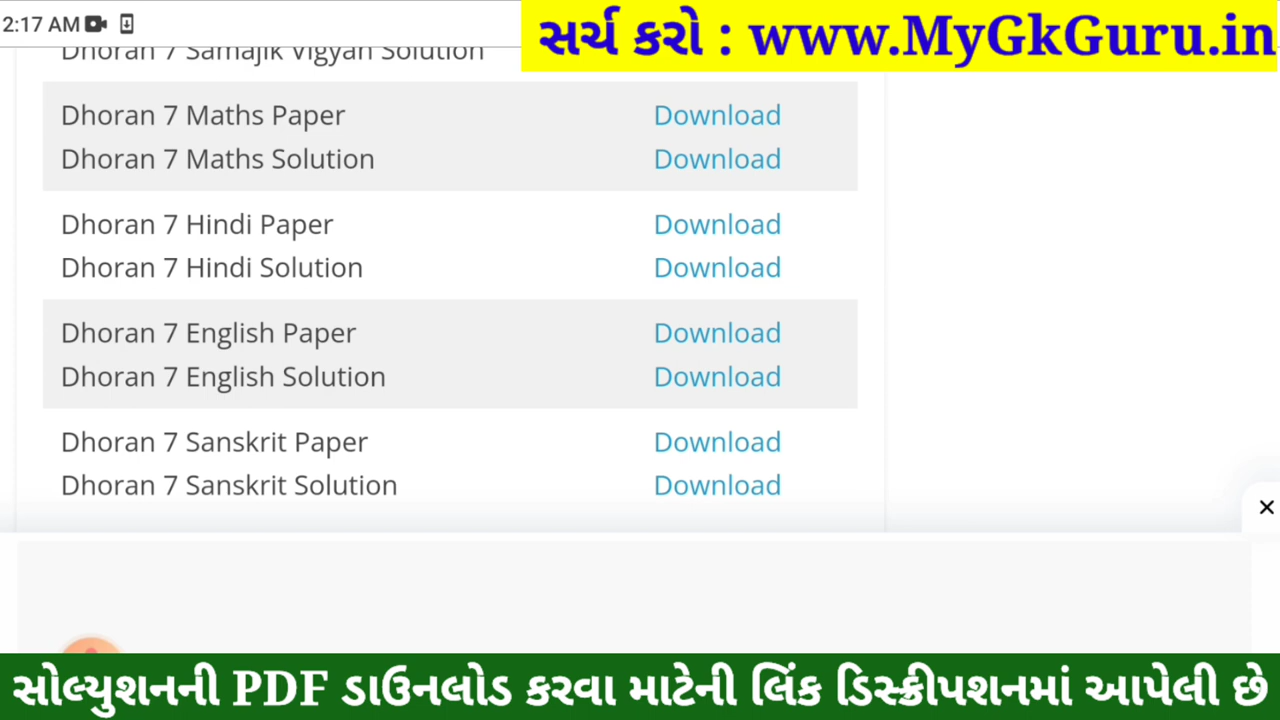 2:17 AM
સર્ચ કરો : www.MyGkGuru.in
Dhoran 7 Samajik Vigyan Solution
Dhoran 7 Maths Paper Download
Dhoran 7 Maths Solution Download
Dhoran 7 Hindi Paper Download
Dhoran 7 Hindi Solution Download
Dhoran 7 English Paper Download
Dhoran 7 English Solution Download
Dhoran 7 Sanskrit Paper Download
Dhoran 7 Sanskrit Solution Download
સોલ્યુશનની PDF ડાઉનલોડ કરવા માટેની લિંક ડિસ્ક્રીપશનમાં આપેલી છે